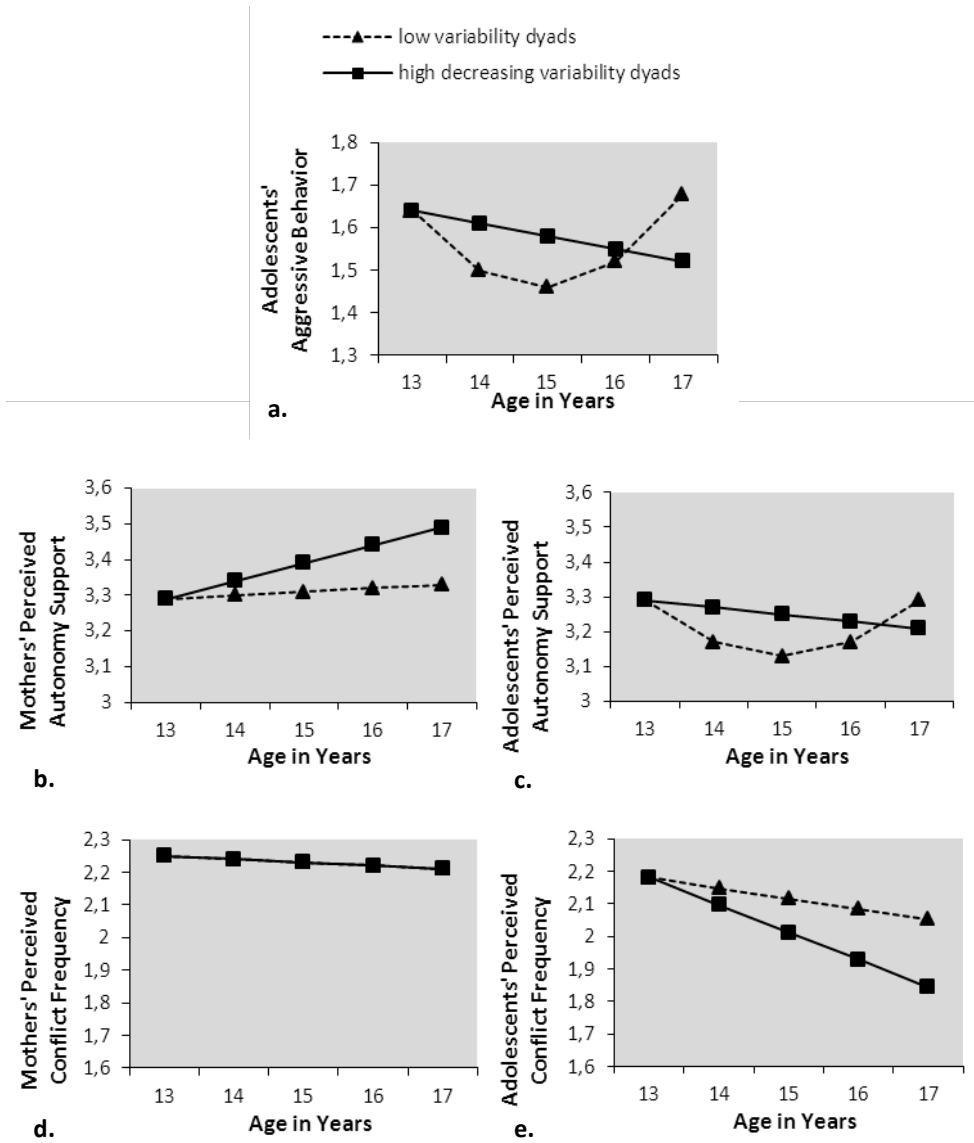 low variability dyads
high decreasing variability dyads
Adolescents'
Aggressive Behavior
1,8
1,7
1,6
1,5
1,4
1,3
13 14 15 16 17
Age in Years
a.
Mothers' Perceived
Autonomy Support
3,6
3,5
3,4
3,3
3,2
3,1
3
13 14 15 16 17
Age in Years
b.
Adolescents' Perceived
Autonomy Support
3,6
3,5
3,4
3,3
3,2
3,1
3
13 14 15 16 17
Age in Years
c.
Mothers' Perceived
Conflict Frequency
2,3
2,2
2,1
2
1,9
1,8
1,7
1,6
13 14 15 16 17
Age in Years
d.
Adolescents' Perceived
Conflict Frequency
2,3
2,2
2,1
2
1,9
1,8
1,7
1,6
13 14 15 16 17
Age in Years
e.